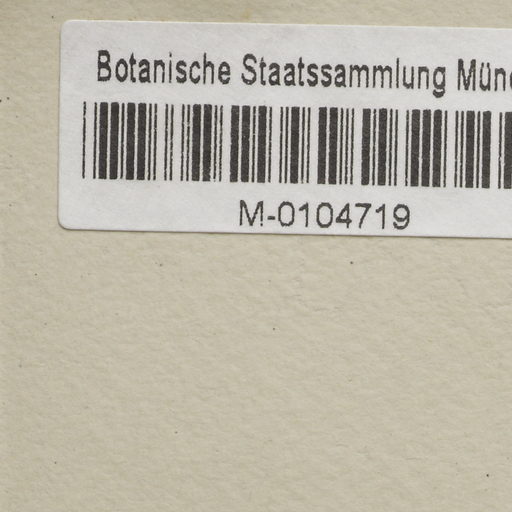 Botanische Staatssammlung Münc
M-0104719